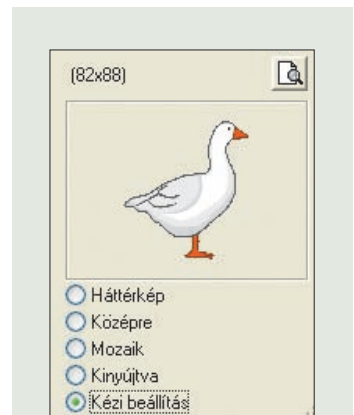 (82x88)
Háttérkép
Középre
Mozaik
Kinyújtva
Kézi beállítás